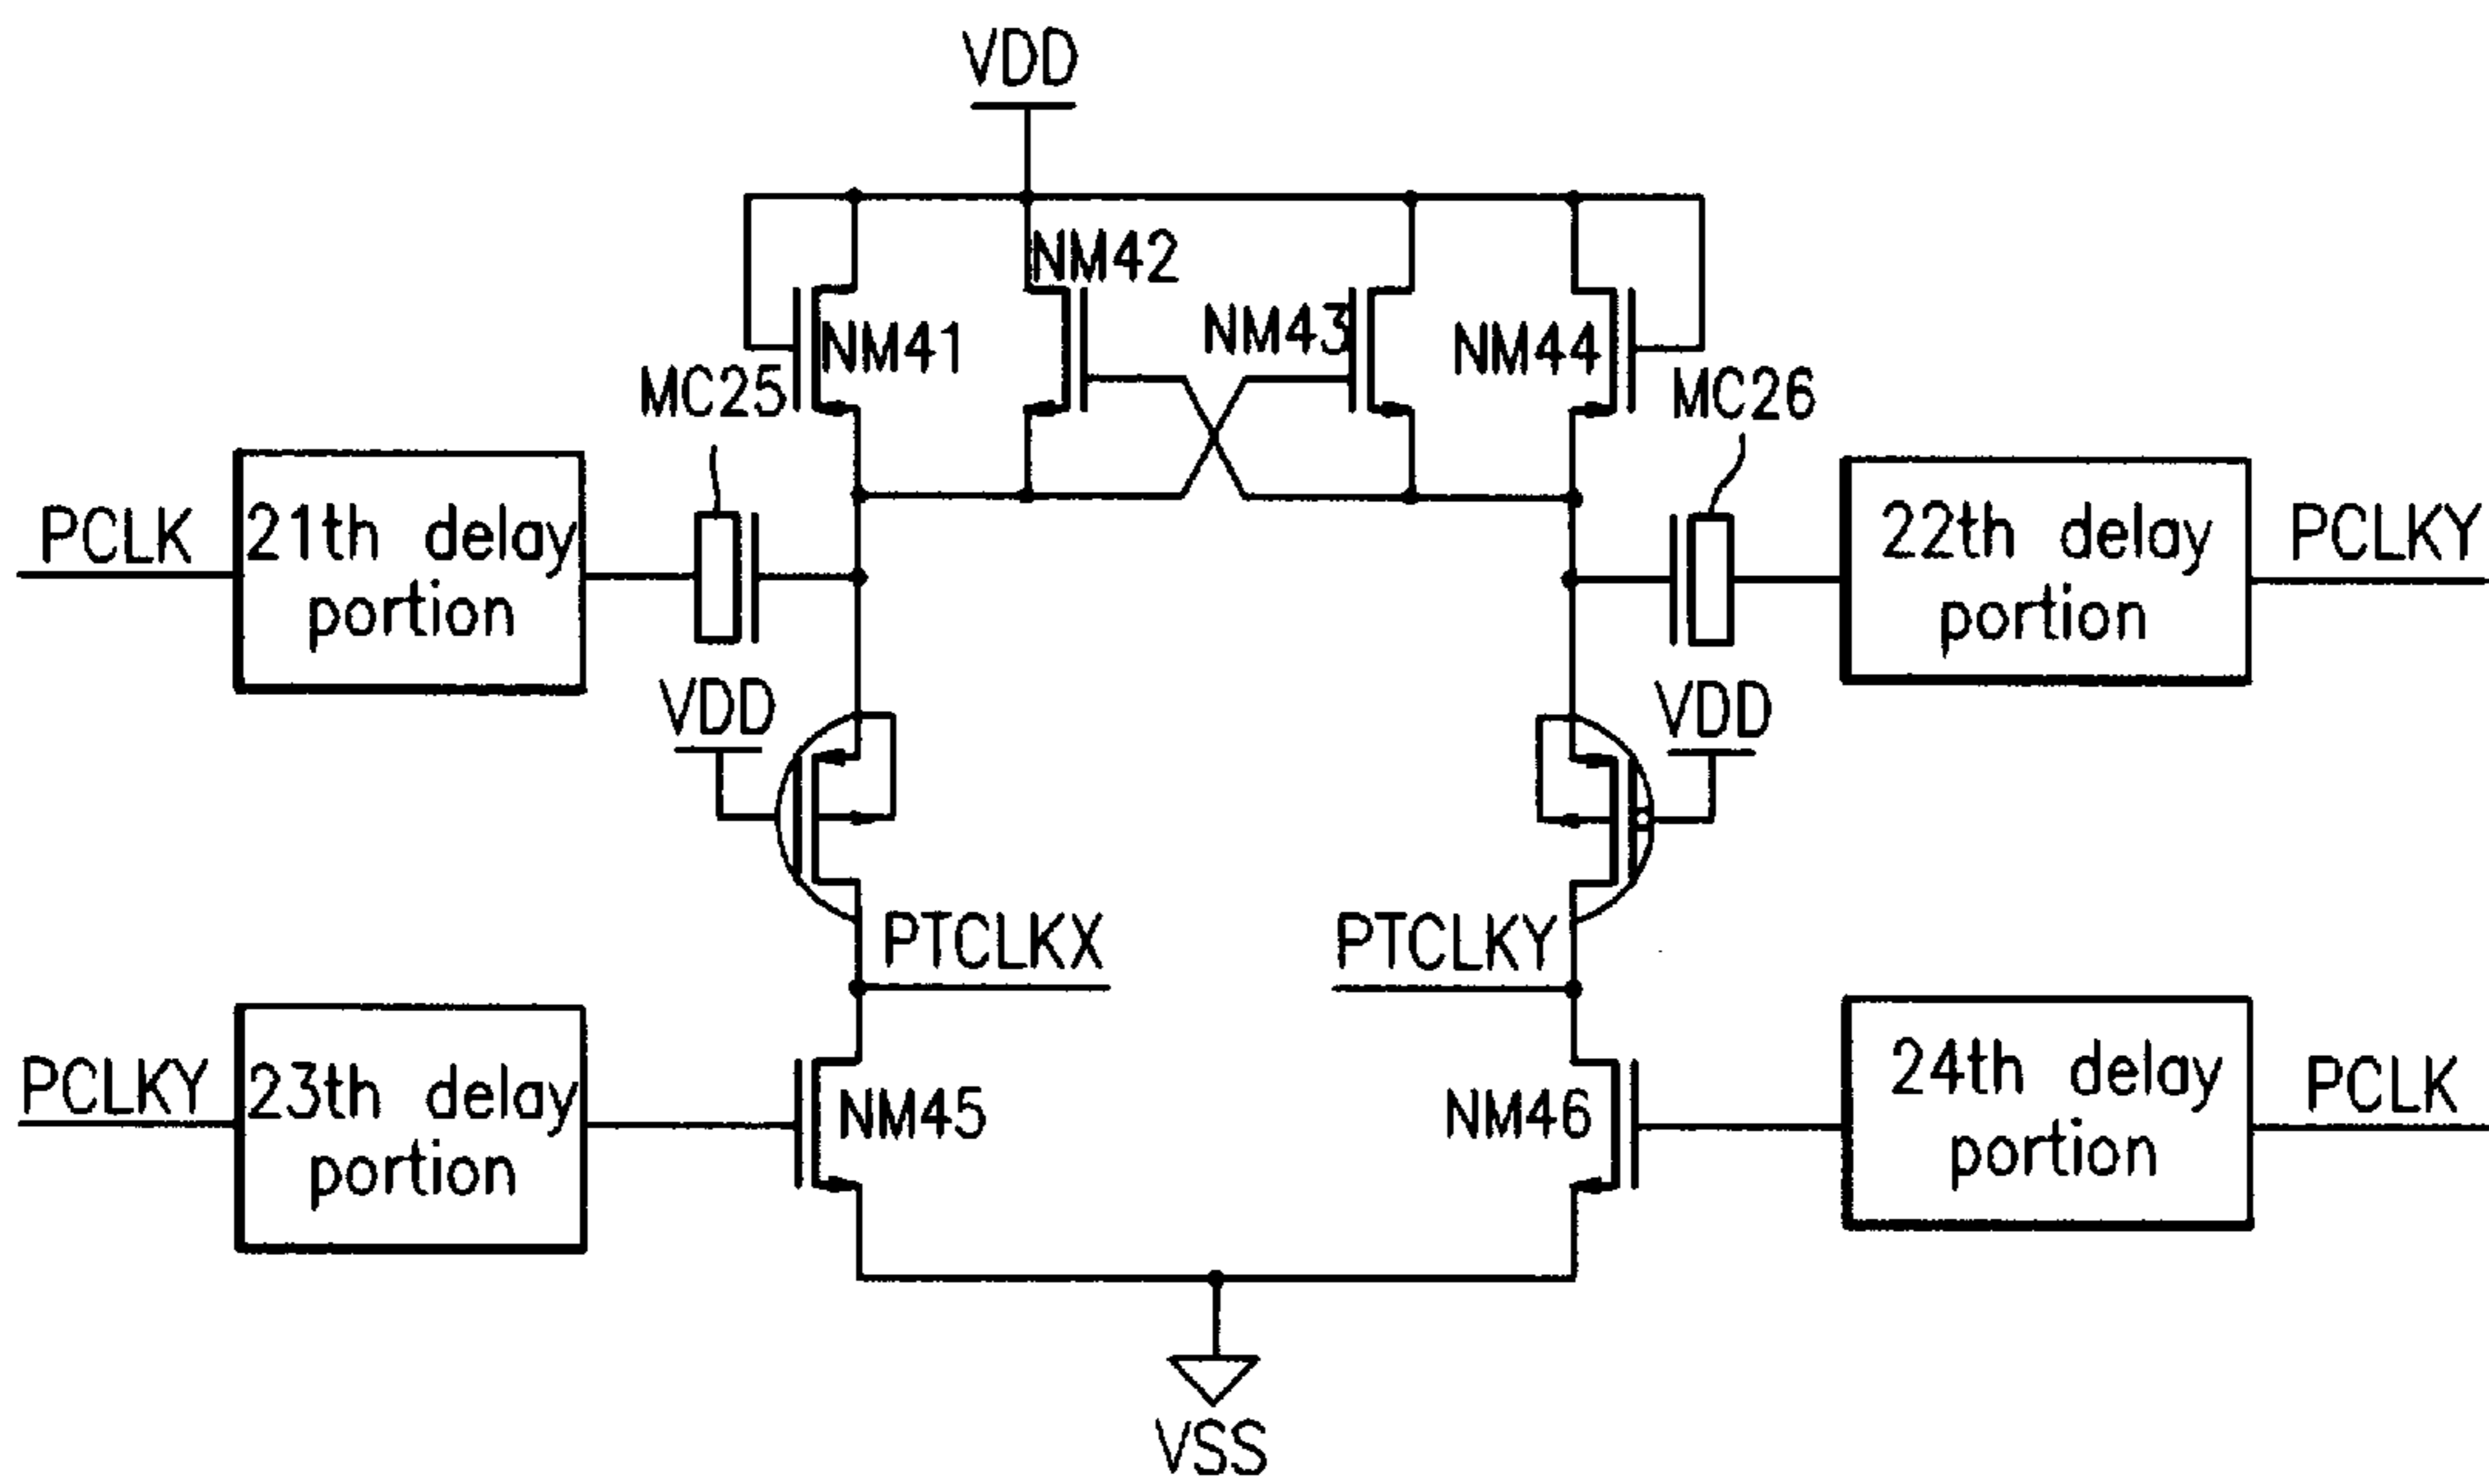 VDD
NM42
NM43
NM41
NM44
MC25
MC26
PCLK
21th delay
portion
22th delay
portion
PCLKY
VDD
VDD
PTCLKX
PTCLKY
PCLKY
23th delay
portion
NM45
NM46
24th delay
portion
PCLK
VSS